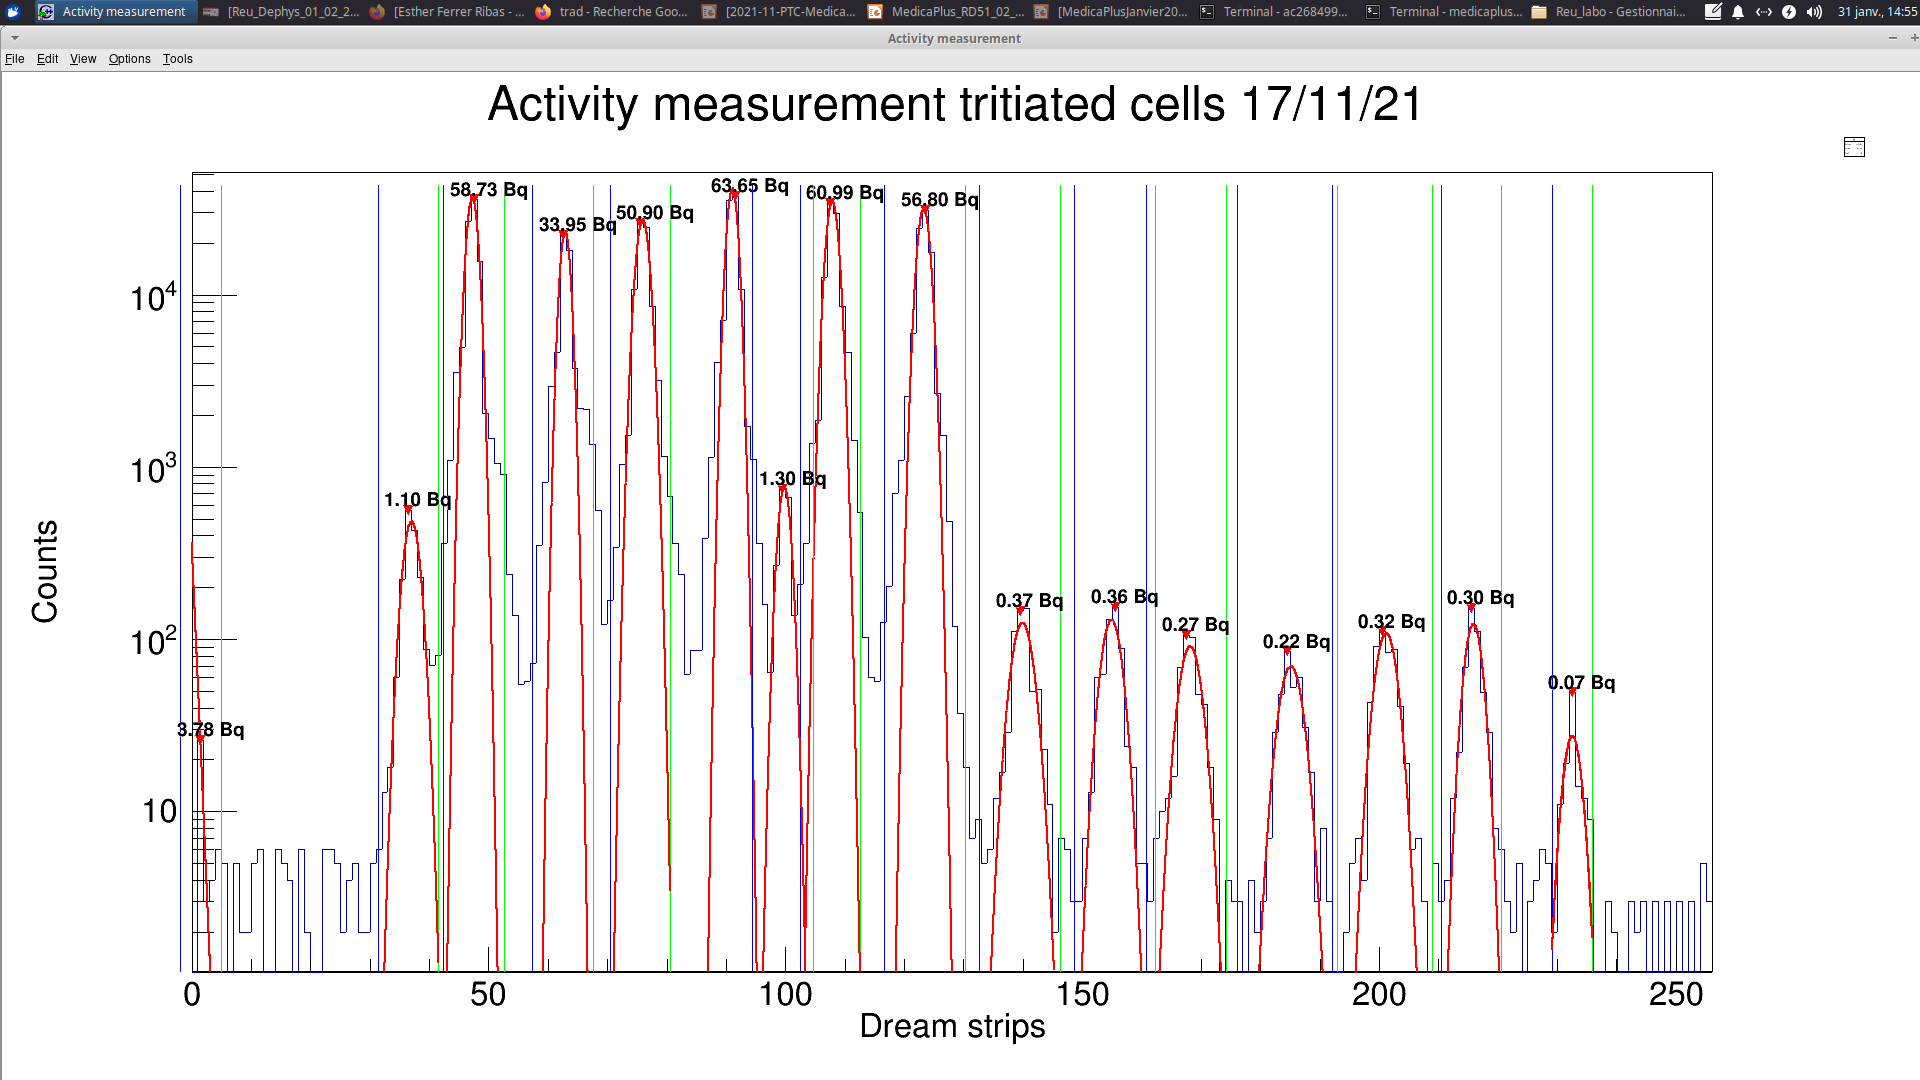 Activity measurement [Reu_Dephys_01_02_2... [Esther Ferrer Ribas - ... trad - Recherche Goo... [2021-11-PTC-Medica... MedicaPlus_RD51_02_... [MedicaPlusJanvier20... Terminal - ac268499... Terminal - medicaplus... Reu_labo - Gestionnai... 31 janv., 14:55
Activity measurement
File Edit View Options Tools
Activity measurement tritiated cells 17/11/21
63.65 Bq
58.73 Bq
60.99 Bq
56.80 Bq
50.90 Bq
33.95 Bq
10⁴
10³
1.30 Bq
1.10 Bq
Counts
0.36 Bq
0.30 Bq
0.37 Bq
0.32 Bq
0.27 Bq
10²
0.22 Bq
0.07 Bq
3.78 Bq
10
0 50 100 150 200 250
Dream strips